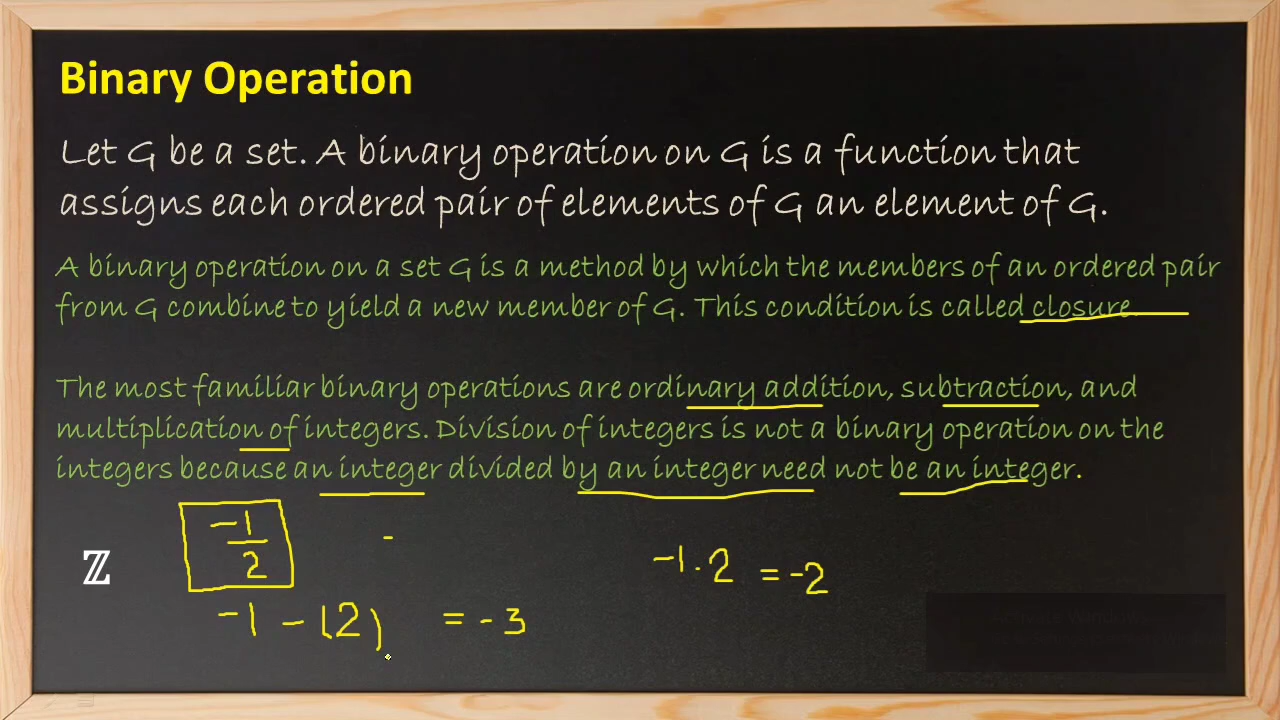 Binary Operation
Let G be a set. A binary operation on G is a function that
assigns each ordered pair of elements of G an element of G.
A binary operation on a set G is a method by which the members of an ordered pair
from G combine to yield a new member of G. This condition is called closure.
The most familiar binary operations are ordinary addition, subtraction, and
multiplication of integers. Division of integers is not a binary operation on the
integers because an integer divided by an integer need not be an integer.
ℤ
-1
2
-
-1 · 2 = -2
-1 - (2) = -3